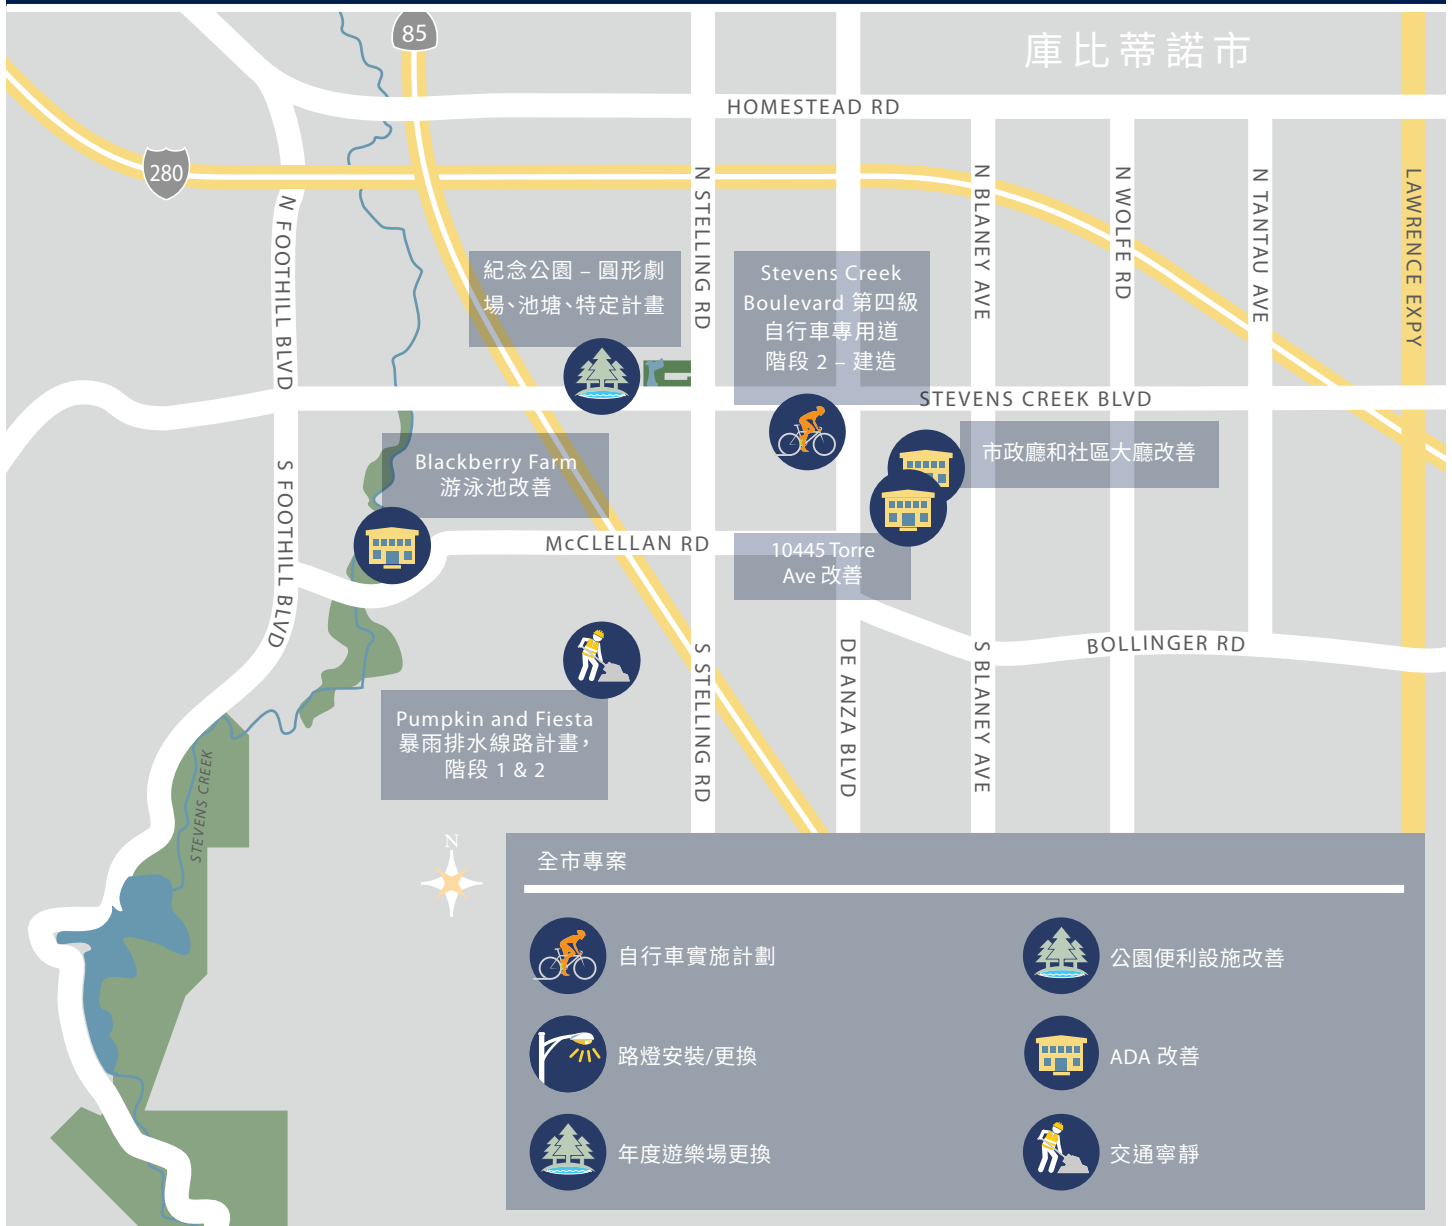 85
庫比蒂諾市
HOMESTEAD RD
280
N FOOTHILL BLVD
N STELLING RD
N BLANEY AVE
N WOLFE RD
N TANTAU AVE
LAWRENCE EXPY
紀念公園 – 圓形劇
場、池塘、特定計畫
Stevens Creek
Boulevard 第四級
自行車專用道
階段 2 – 建造
STEVENS CREEK BLVD
Blackberry Farm
游泳池改善
市政廳和社區大廳改善
S FOOTHILL BLVD
McCLELLAN RD
10445 Torre
Ave 改善
S STELLING RD
DE ANZA BLVD
S BLANEY AVE
BOLLINGER RD
Pumpkin and Fiesta
暴雨排水線路計畫，
階段 1 & 2
STEVENS CREEK
N
全市專案
自行車實施計劃
公園便利設施改善
路燈安裝/更換
ADA 改善
年度遊樂場更換
交通寧靜